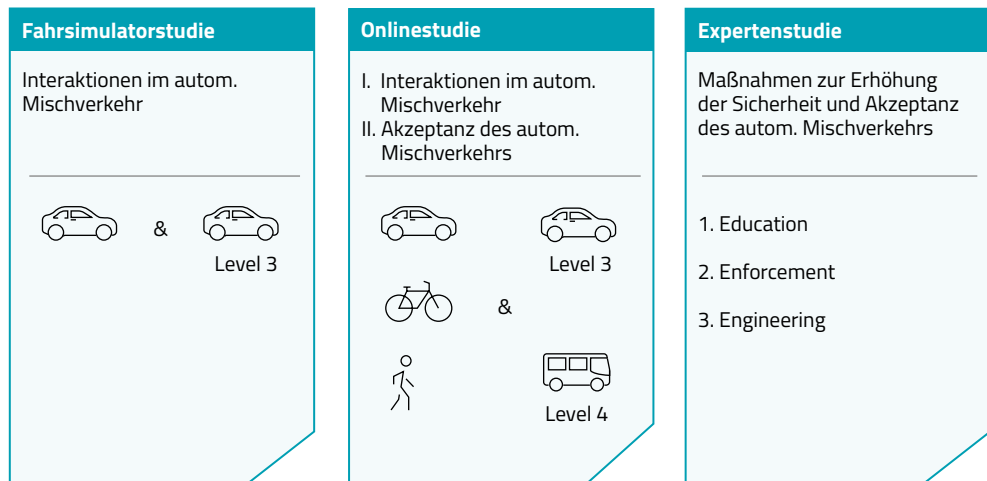 Fahrsimulatorstudie
Interaktionen im autom.
Mischverkehr
&
Level 3
Onlinestudie
I. Interaktionen im autom.
Mischverkehr
II. Akzeptanz des autom.
Mischverkehrs
Level 3
&
Level 4
Expertenstudie
Maßnahmen zur Erhöhung
der Sicherheit und Akzeptanz
des autom. Mischverkehrs
1. Education
2. Enforcement
3. Engineering